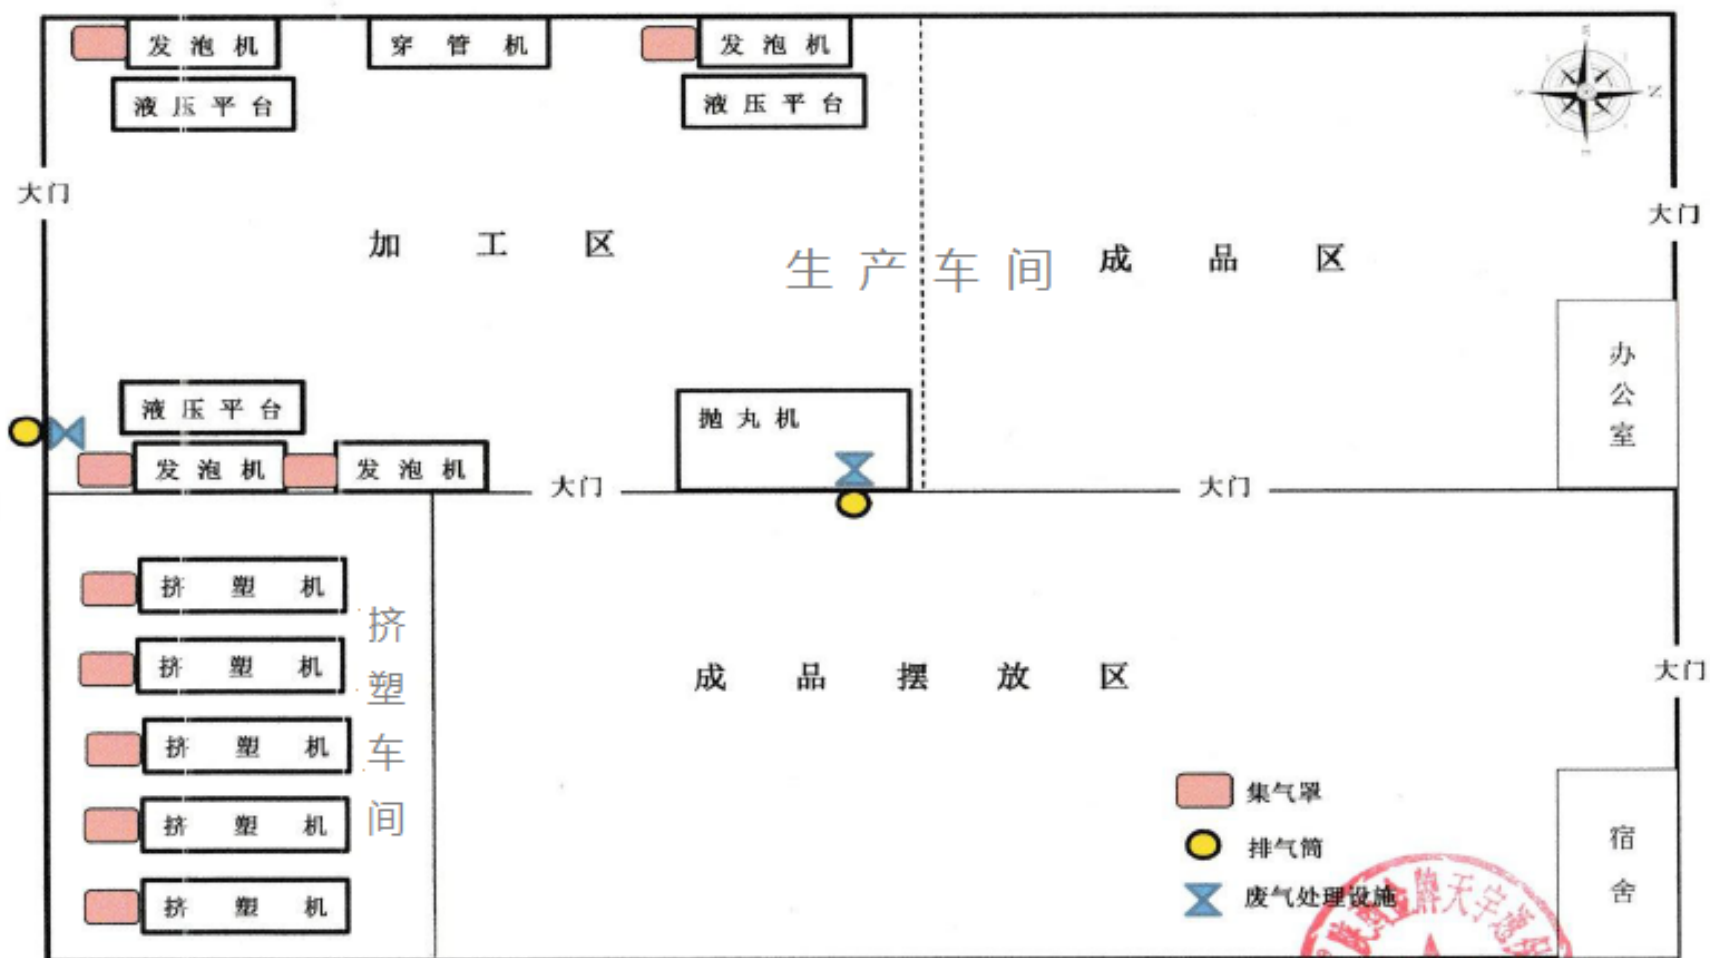 发泡机
穿管机
发泡机
液压平台
液压平台
W
S
N
E
大门
大门
加工区
生产车间
成品区
办公室
液压平台
抛丸机
发泡机
发泡机
大门
大门
挤塑机
挤塑机
挤塑机
挤塑机
挤塑机
挤塑车间
成品摆放区
大门
集气罩
排气筒
废气处理设施
宿舍